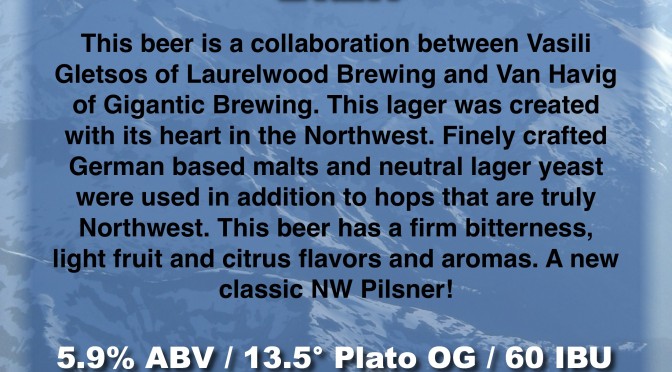 This beer is a collaboration between Vasili
Gletsos of Laurelwood Brewing and Van Havig
of Gigantic Brewing. This lager was created
with its heart in the Northwest. Finely crafted
German based malts and neutral lager yeast
were used in addition to hops that are truly
Northwest. This beer has a firm bitterness,
light fruit and citrus flavors and aromas. A new
classic NW Pilsner!
5.9% ABV / 13.5° Plato OG / 60 IBU